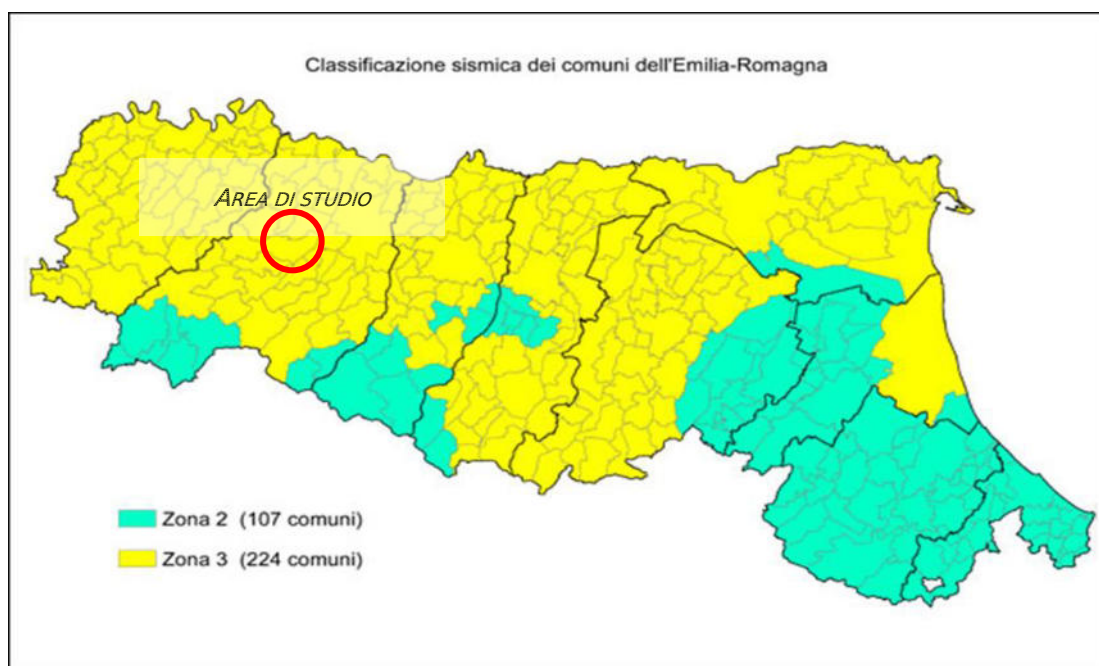 Classificazione sismica dei comuni dell'Emilia-Romagna
AREA DI STUDIO
Zona 2 (107 comuni)
Zona 3 (224 comuni)